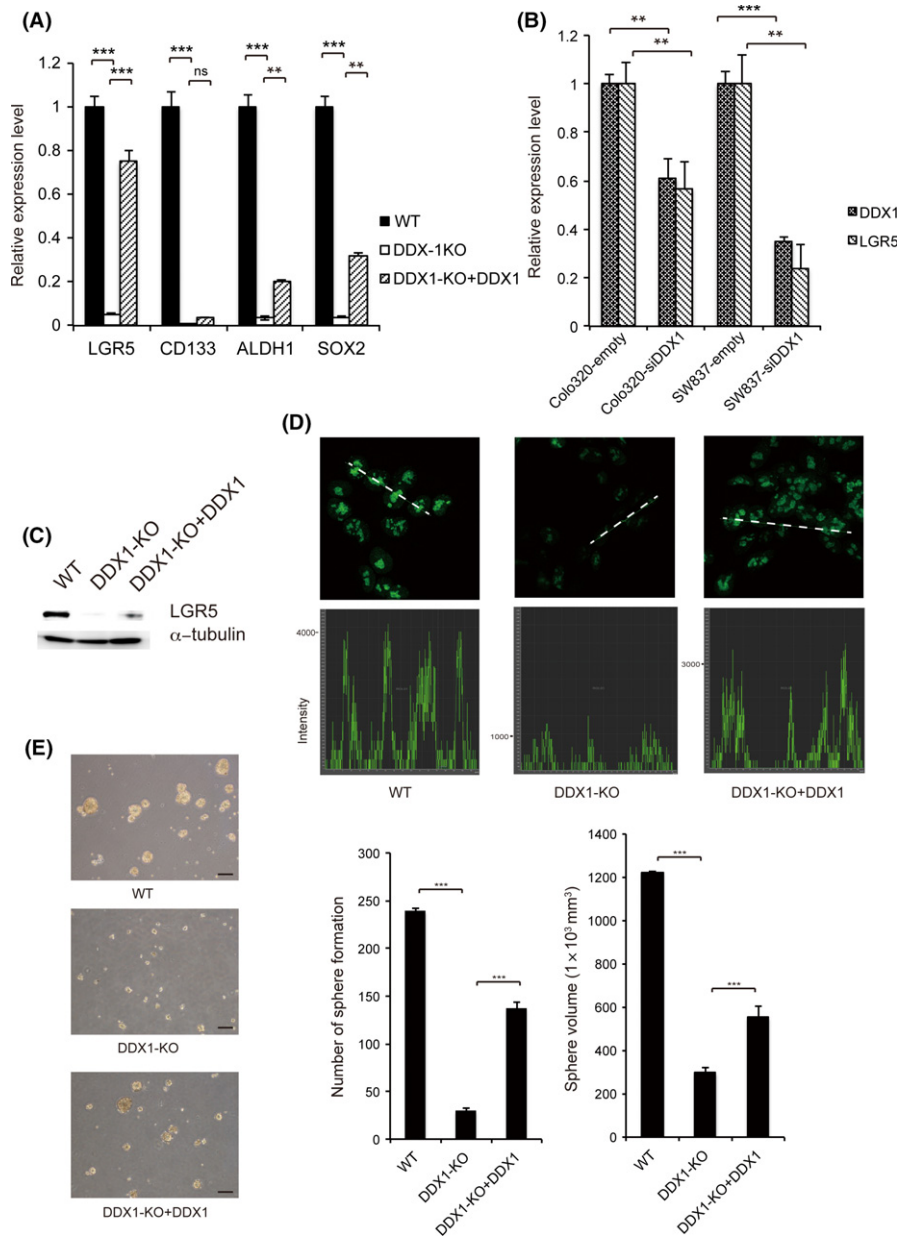 (A)
*** *** *** ns *** ** *** **
Relative expression level
1
0.8
0.6
0.4
0.2
0
WT
DDX-1KO
DDX1-KO+DDX1
LGR5 CD133 ALDH1 SOX2
(B)
** ** *** **
Relative expression level
1.2
1
0.8
0.6
0.4
0.2
0
DDX1
LGR5
Colo320-empty
Colo320-siDDX1
SW837-empty
SW837-siDDX1
(C)
WT
DDX1-KO
DDX1-KO+DDX1
LGR5
α-tubulin
(D)
Intensity
4000
1000
3000
WT
DDX1-KO
DDX1-KO+DDX1
(E)
WT
DDX1-KO
DDX1-KO+DDX1
Number of sphere formation
300
250
200
150
100
50
0
*** ***
WT
DDX1-KO
DDX1-KO+DDX1
Sphere volume (1 × 10³ mm³)
1400
1200
1000
800
600
400
200
0
*** ***
WT
DDX1-KO
DDX1-KO+DDX1